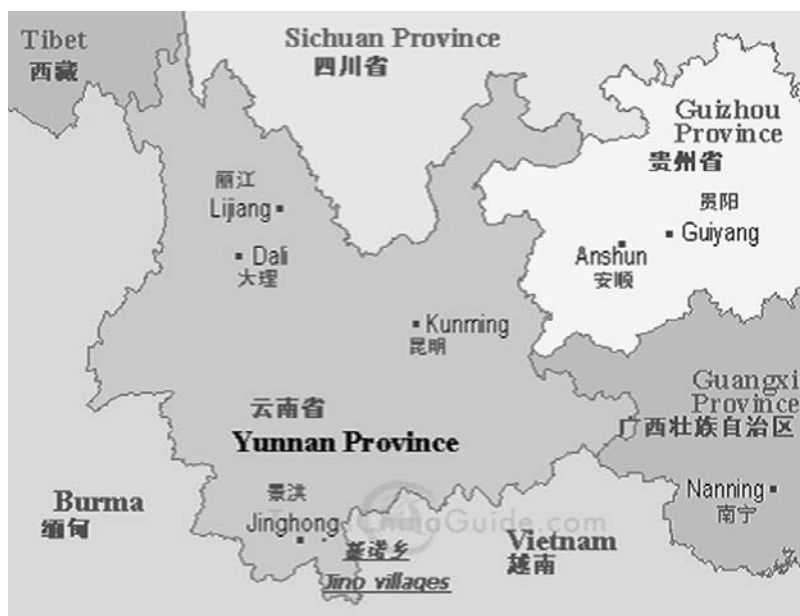 Tibet
西藏
Sichuan Province
四川省
Guizhou
Province
贵州省
丽江
Lijiang
贵阳
Guiyang
Dali
大理
Anshun
安顺
Kunming
昆明
Guangxi
Province
广西壮族自治区
云南省
Yunnan Province
Burma
缅甸
景洪
Jinghong
ChinaGuide.com
基诺乡
Jino villages
Vietnam
越南
Nanning
南宁